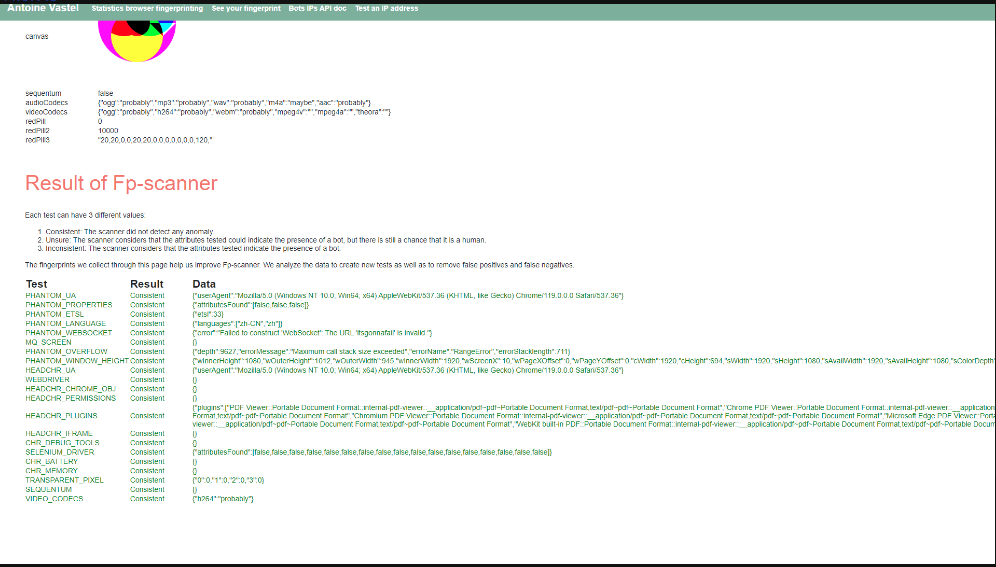 Antoine Vastel Statistics browser fingerprinting See your fingerprint Bots IPs API doc Test an IP address
canvas
sequentum false
audioCodecs {"ogg":"probably","mp3":"probably","wav":"probably","m4a":"maybe","aac":"probably"}
videoCodecs {"ogg":"probably","h264":"probably","webm":"probably","mpeg4v":"","mpeg4a":"","theora":""}
redPill 0
redPill2 10000
redPill3 "20,20,0,0,20,20,0,0,0,0,0,0,0,120,"
Result of Fp-scanner
Each test can have 3 different values:
1. Consistent: The scanner did not detect any anomaly
2. Unsure: The scanner considers that the attributes tested could indicate the presence of a bot, but there is still a chance that it is a human.
3. Inconsistent: The scanner considers that the attributes tested indicate the presence of a bot.
The fingerprints we collect through this page help us improve Fp-scanner. We analyze the data to create new tests as well as to remove false positives and false negatives.
Test Result Data
PHANTOM_UA Consistent {"userAgent":"Mozilla/5.0 (Windows NT 10.0; Win64; x64) AppleWebKit/537.36 (KHTML, like Gecko) Chrome/119.0.0.0 Safari/537.36"}
PHANTOM_PROPERTIES Consistent {"attributesFound":[false,false,false]}
PHANTOM_ETSL Consistent {"etsl":33}
PHANTOM_LANGUAGE Consistent {"languages":["zh-CN","zh"]}
PHANTOM_WEBSOCKET Consistent {"error":"Failed to construct 'WebSocket': The URL 'itsgonnafail' is invalid."}
MQ_SCREEN Consistent {}
PHANTOM_OVERFLOW Consistent {"depth":9627,"errorMessage":"Maximum call stack size exceeded","errorName":"RangeError","errorStacklength":711}
PHANTOM_WINDOW_HEIGHT Consistent {"wInnerHeight":1080,"wOuterHeight":1012,"wOuterWidth":945,"wInnerWidth":1920,"wScreenX":10,"wPageXOffset":0,"wPageYOffset":0,"cWidth":1920,"cHeight":694,"sWidth":1920,"sHeight":1080,"sAvailWidth":1920,"sAvailHeight":1080,"sColorDepth"
HEADCHR_UA Consistent {"userAgent":"Mozilla/5.0 (Windows NT 10.0; Win64; x64) AppleWebKit/537.36 (KHTML, like Gecko) Chrome/119.0.0.0 Safari/537.36"}
WEBDRIVER Consistent {}
HEADCHR_CHROME_OBJ Consistent {}
HEADCHR_PERMISSIONS Consistent {}
{"plugins":["PDF Viewer::Portable Document Format::internal-pdf-viewer::__application/pdf~pdf~Portable Document Format,text/pdf~pdf~Portable Document Format","Chrome PDF Viewer::Portable Document Format::internal-pdf-viewer::__application
HEADCHR_PLUGINS Consistent Format,text/pdf~pdf~Portable Document Format","Chromium PDF Viewer::Portable Document Format::internal-pdf-viewer::__application/pdf~pdf~Portable Document Format,text/pdf~pdf~Portable Document Format","Microsoft Edge PDF Viewer::Porta
viewer::__application/pdf~pdf~Portable Document Format,text/pdf~pdf~Portable Document Format","WebKit built-in PDF::Portable Document Format::internal-pdf-viewer::__application/pdf~pdf~Portable Document Format,text/pdf~pdf~Portable Docum
HEADCHR_IFRAME Consistent {}
CHR_DEBUG_TOOLS Consistent {}
SELENIUM_DRIVER Consistent {"attributesFound":[false,false,false,false,false,false,false,false,false,false,false,false,false,false,false,false,false]}
CHR_BATTERY Consistent {}
CHR_MEMORY Consistent {}
TRANSPARENT_PIXEL Consistent {"0":0,"1":0,"2":0,"3":0}
SEQUENTUM Consistent {}
VIDEO_CODECS Consistent {"h264":"probably"}